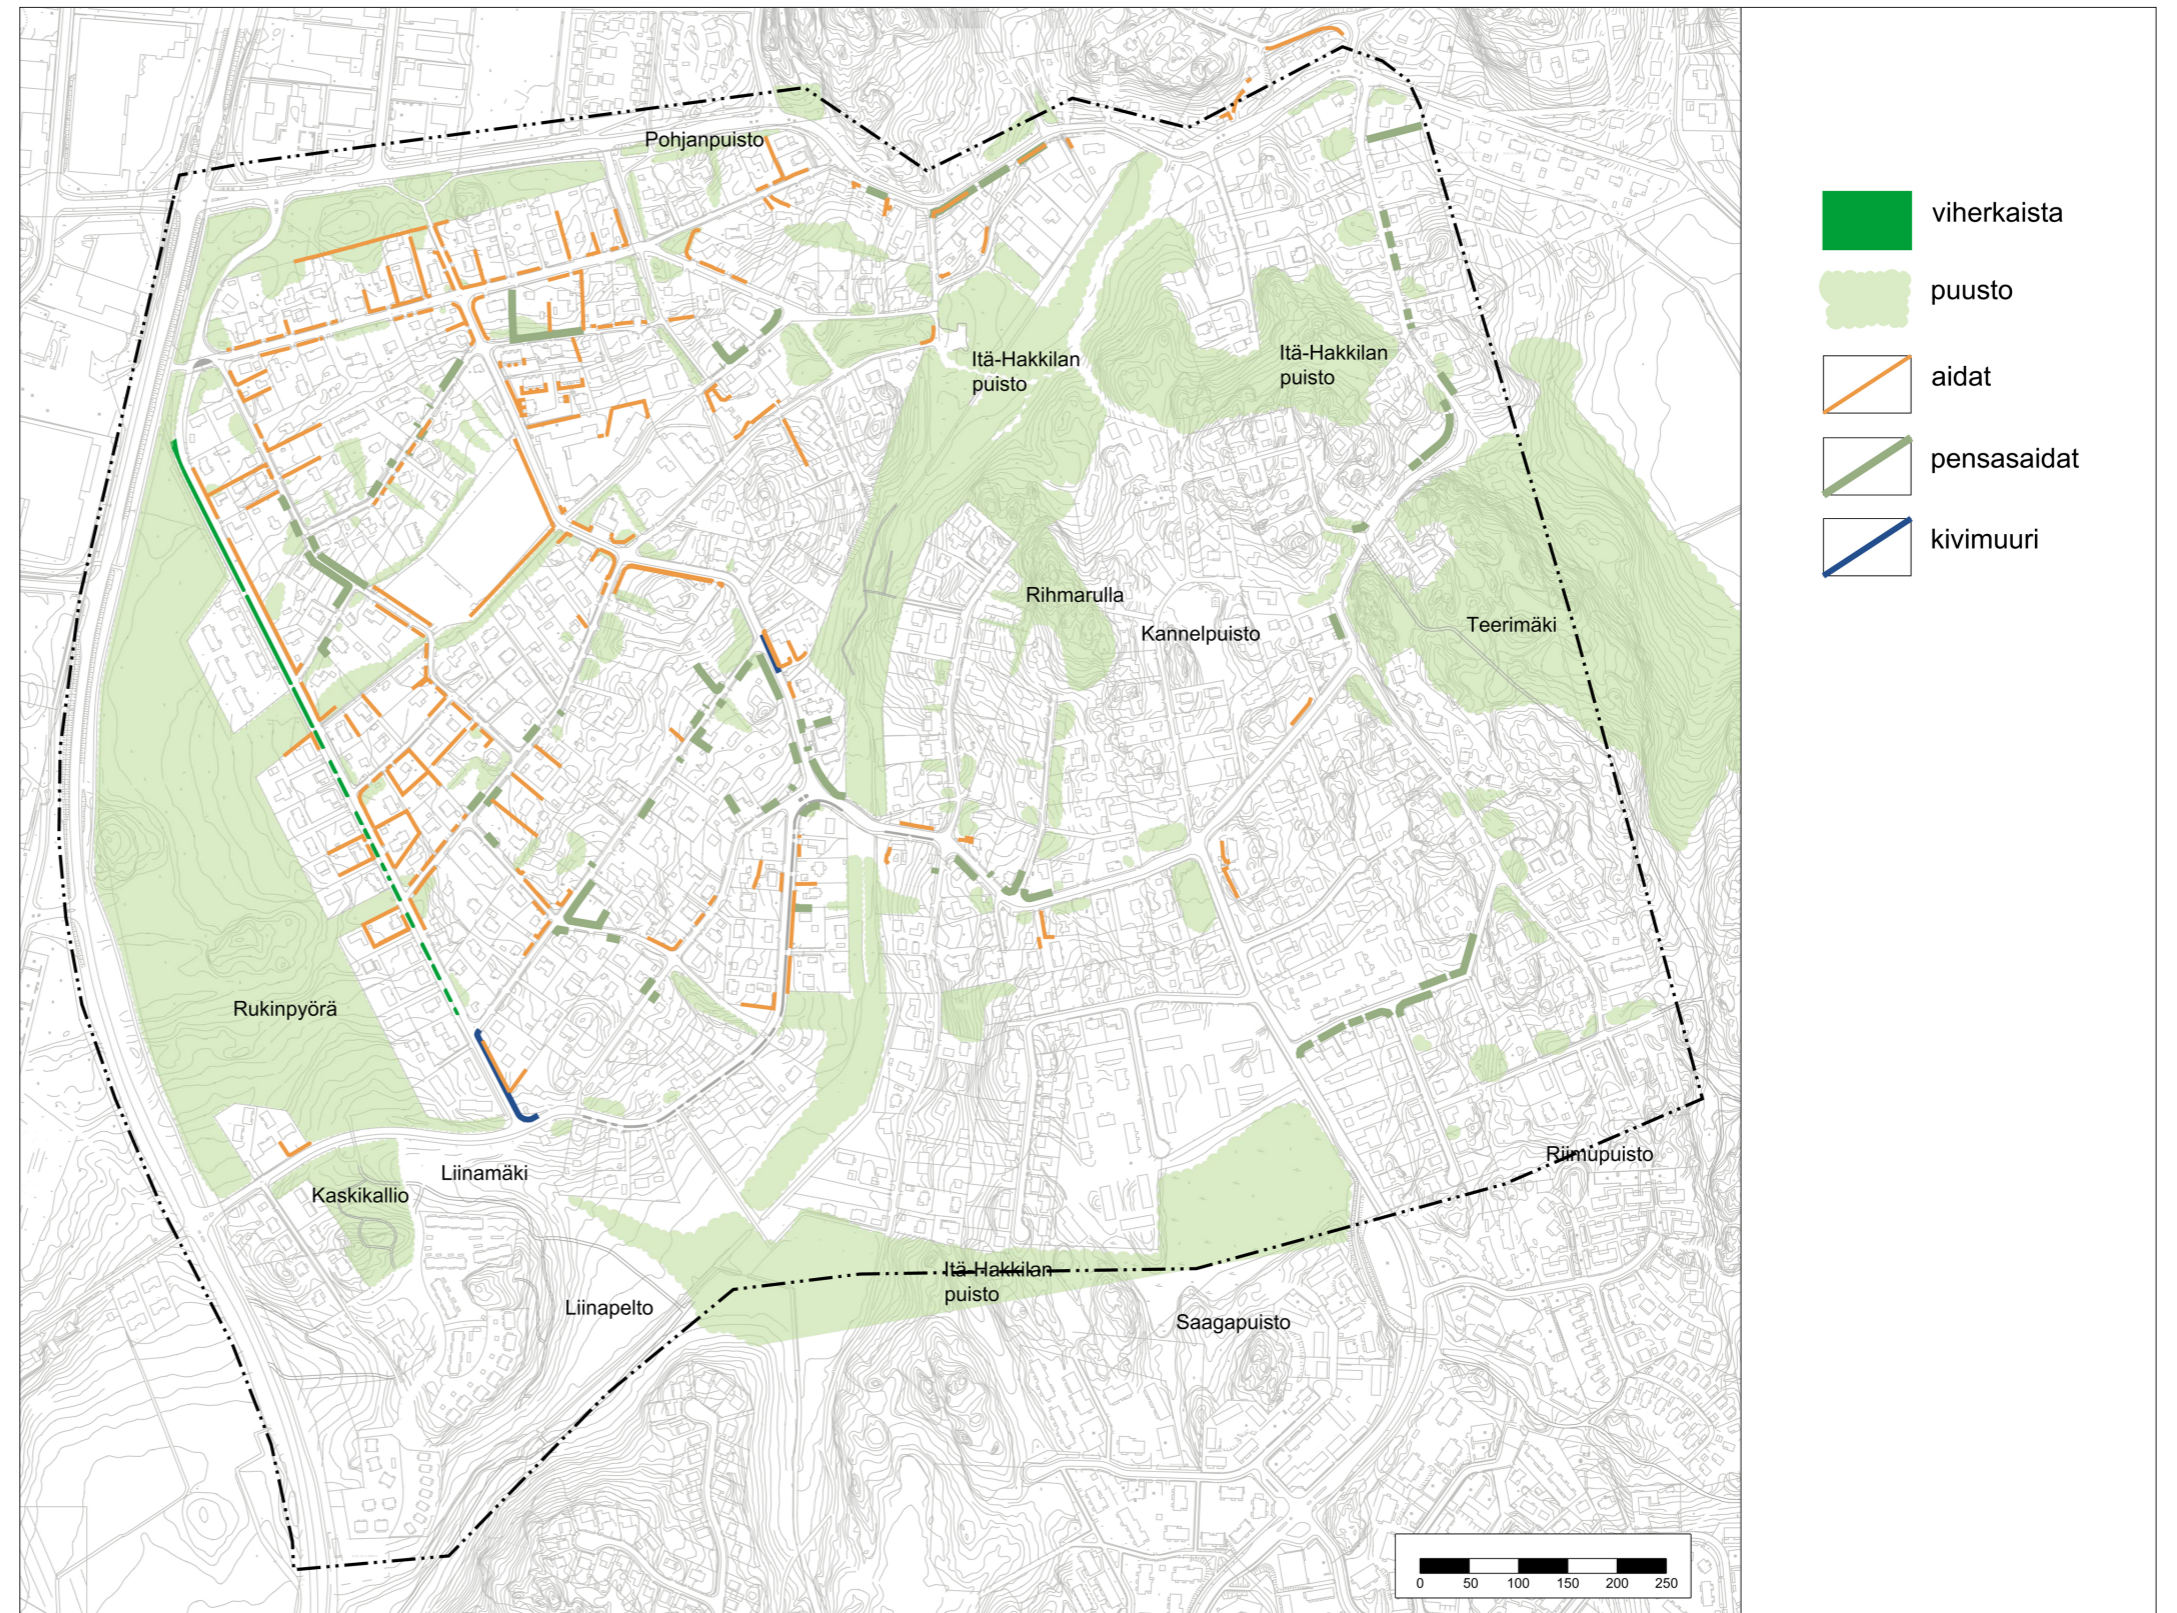 Pohjanpuisto
Itä-Hakkilan
puisto
Itä-Hakkilan
puisto
Rihmarulla
Kannelpuisto
Teerimäki
Rukinpyörä
Liinamäki
Kaskikallio
Riimupuisto
Itä-Hakkilan
puisto
Liinapelto
Saagapuisto
viherkaista
puusto
aidat
pensasaidat
kivimuuri
0 50 100 150 200 250